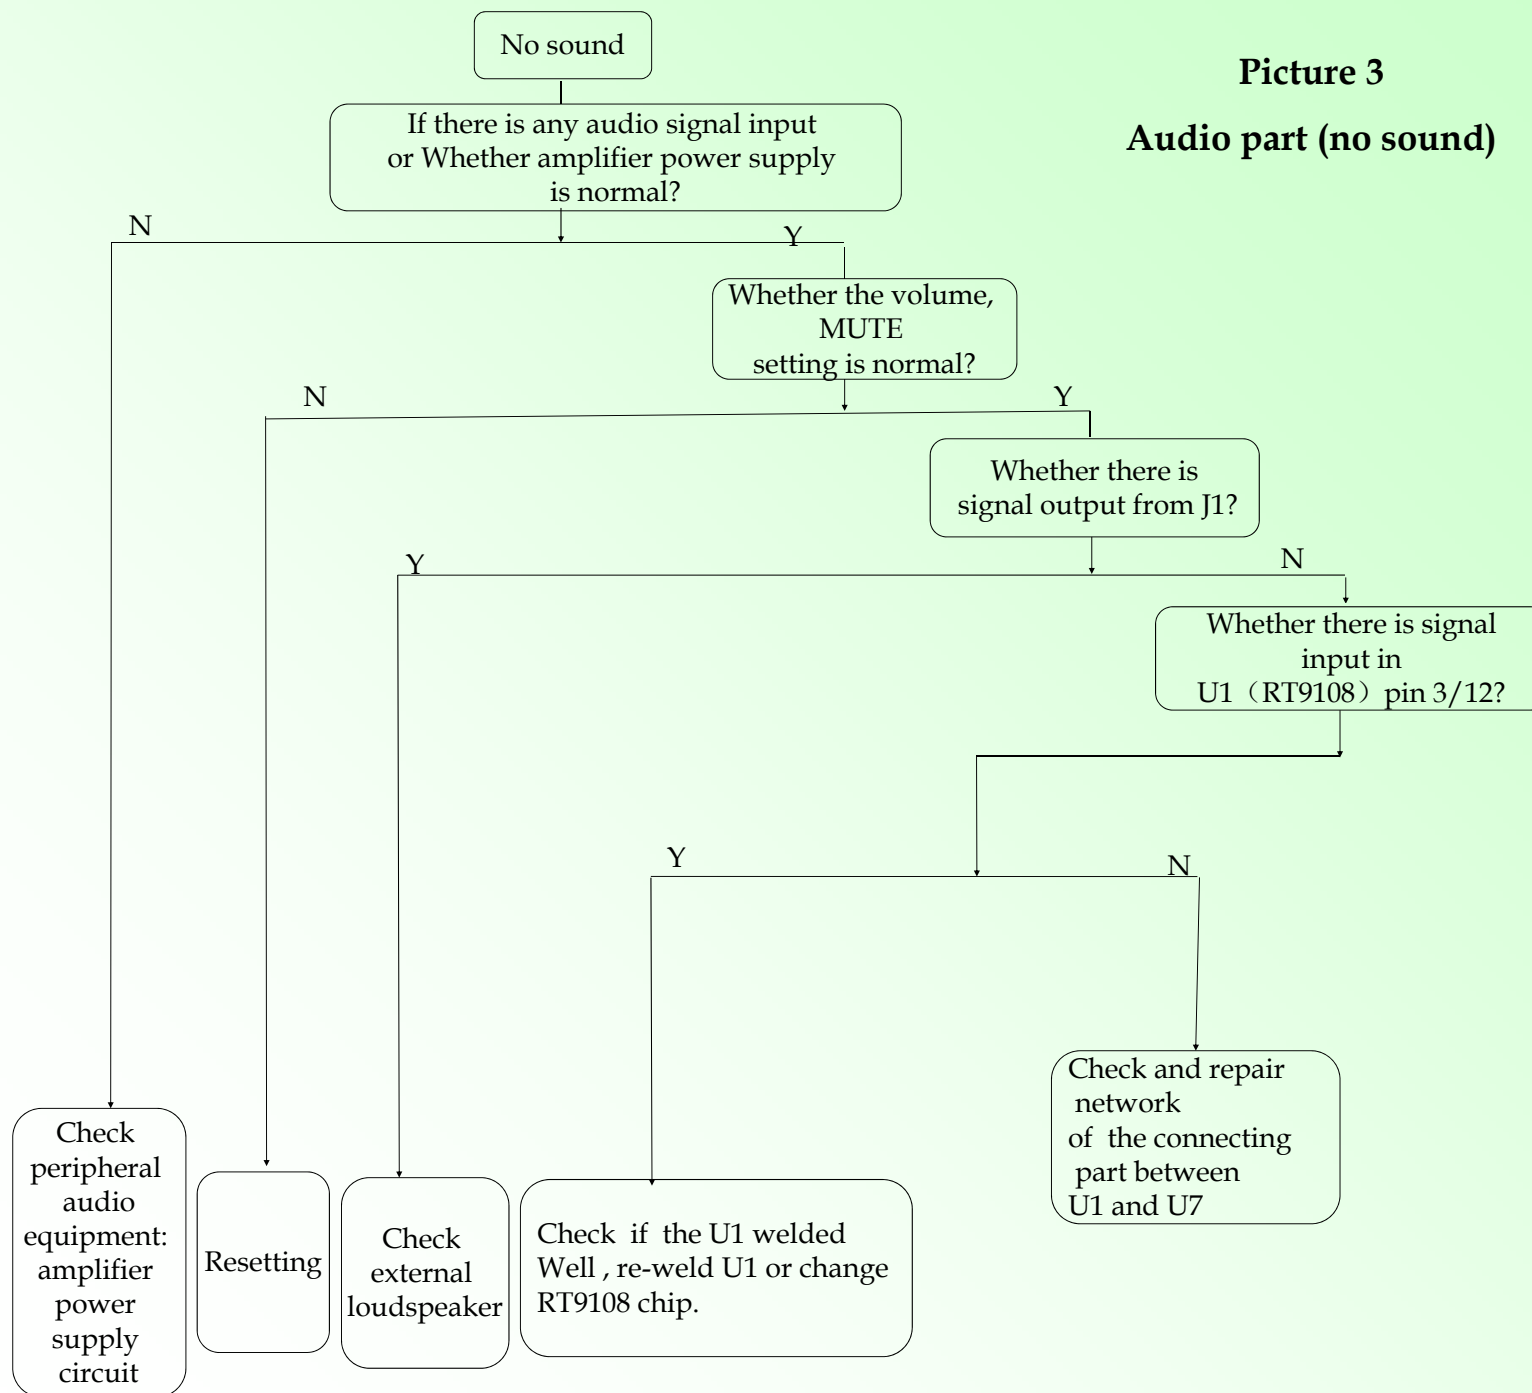 No sound
Picture 3
Audio part (no sound)
If there is any audio signal input
or Whether amplifier power supply
is normal?
N
Y
Whether the volume,
MUTE
setting is normal?
N
Y
Whether there is
signal output from J1?
Y
N
Whether there is signal
input in
U1（RT9108）pin 3/12?
Y
N
Check and repair
network
of the connecting
part between
U1 and U7
Check
peripheral
audio
equipment:
amplifier
power
supply
circuit
Resetting
Check
external
loudspeaker
Check if the U1 welded
Well , re-weld U1 or change
RT9108 chip.